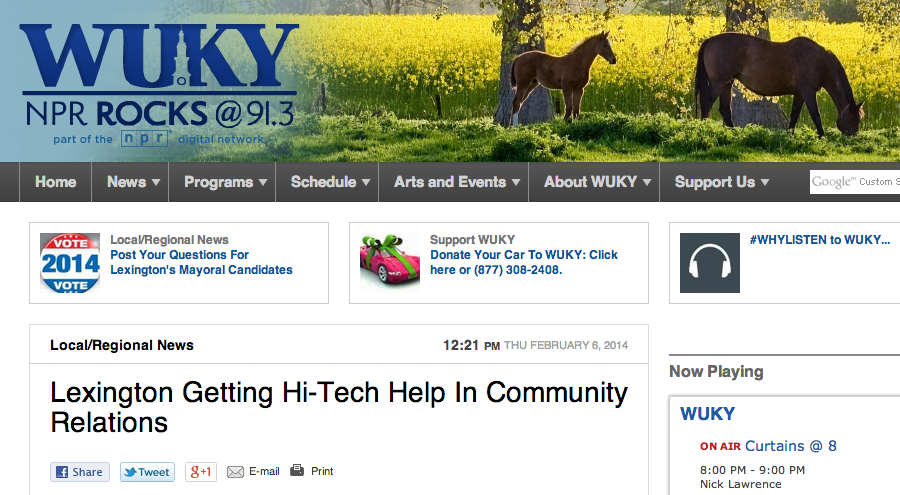 WUKY
NPR ROCKS @ 91.3
part of the npr digital network
Home News Programs Schedule Arts and Events About WUKY Support Us Google™ Custom S
VOTE
2014
VOTE
Local/Regional News
Post Your Questions For
Lexington's Mayoral Candidates
Support WUKY
Donate Your Car To WUKY: Click
here or (877) 308-2408.
#WHYLISTEN to WUKY...
Local/Regional News
12:21 PM THU FEBRUARY 6, 2014
Lexington Getting Hi-Tech Help In Community
Relations
f Share Tweet g+1 E-mail Print
Now Playing
WUKY
ON AIR Curtains @ 8
8:00 PM - 9:00 PM
Nick Lawrence